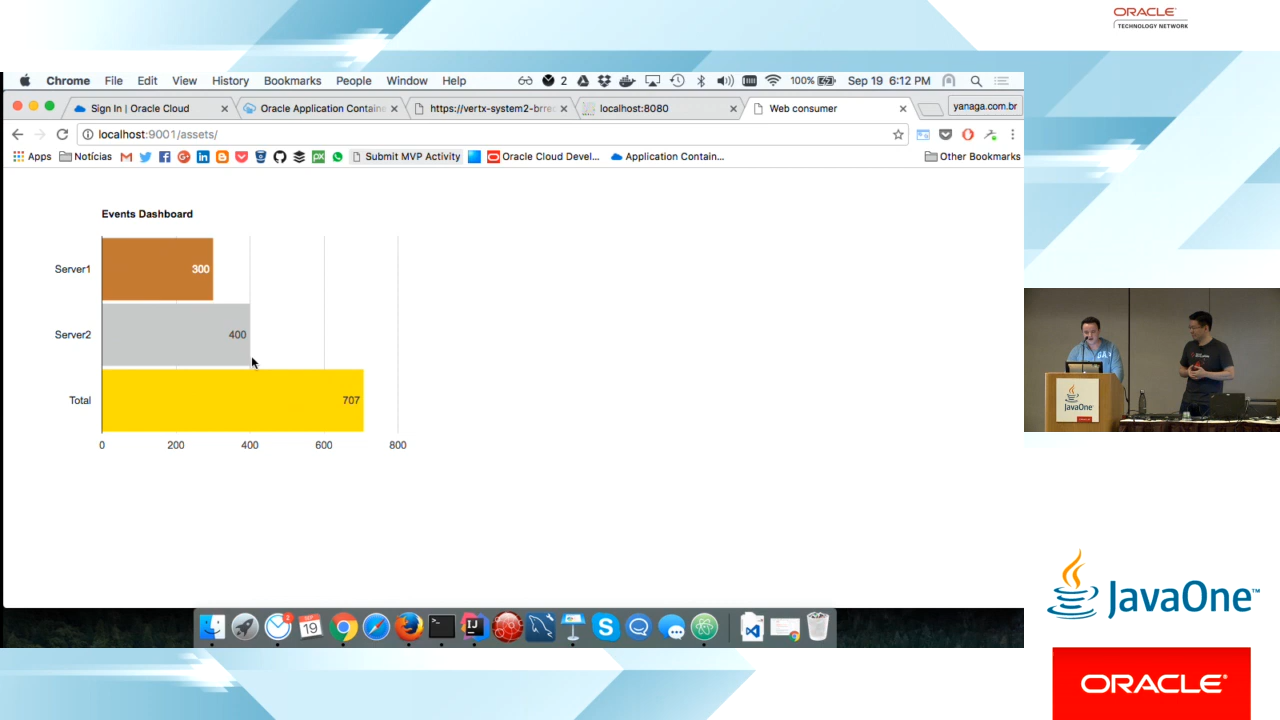 ORACLE
TECHNOLOGY NETWORK
Chrome File Edit View History Bookmarks People Window Help 2 100% Sep 19 6:12 PM
Sign In | Oracle Cloud
Oracle Application Containe
https://vertx-system2-brre
localhost:8080
Web consumer
yanaga.com.br
localhost:9001/assets/
Apps Notícias Submit MVP Activity Oracle Cloud Devel... Application Contain... Other Bookmarks
Events Dashboard
Server1 300
Server2 400
Total 707
0 200 400 600 800
JavaOne
SEP
19
2
JavaOne™
ORACLE®